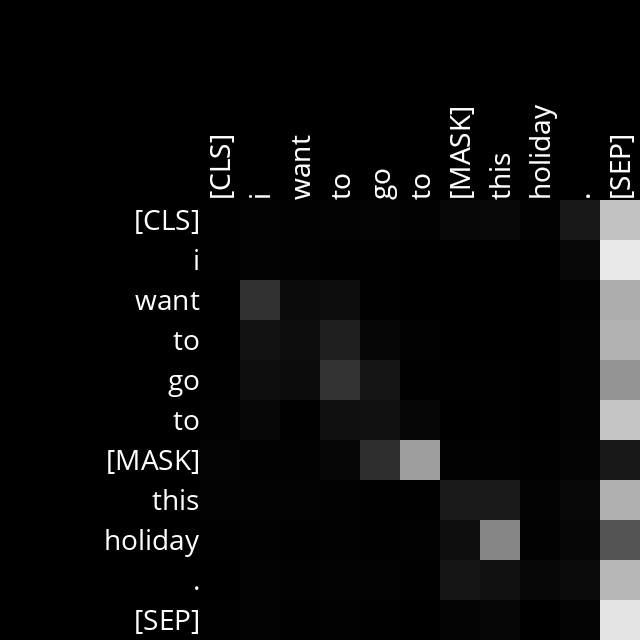 [CLS] i want to go to [MASK] this holiday . [SEP]
[CLS]
i
want
to
go
to
[MASK]
this
holiday
.
[SEP]